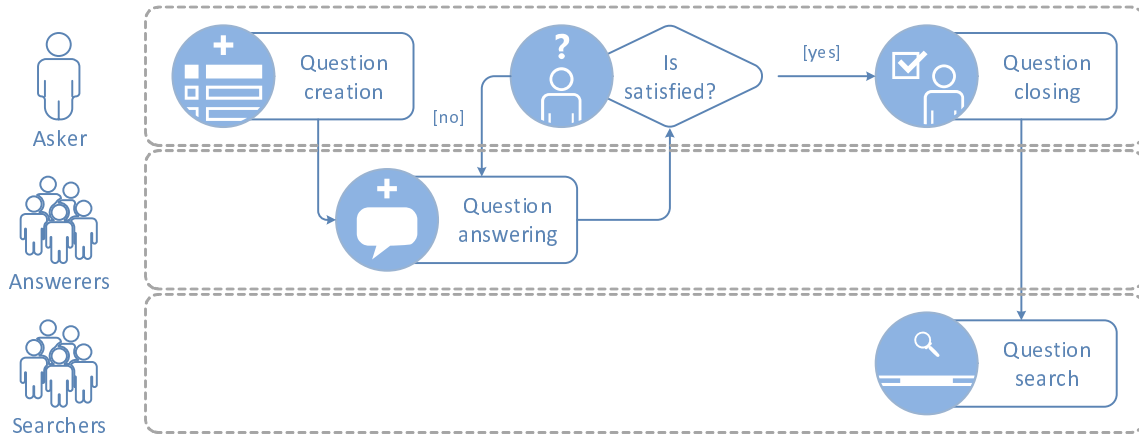 Question
creation
?
Is
satisfied?
[yes]
Question
closing
[no]
Asker
Question
answering
Answerers
Question
search
Searchers